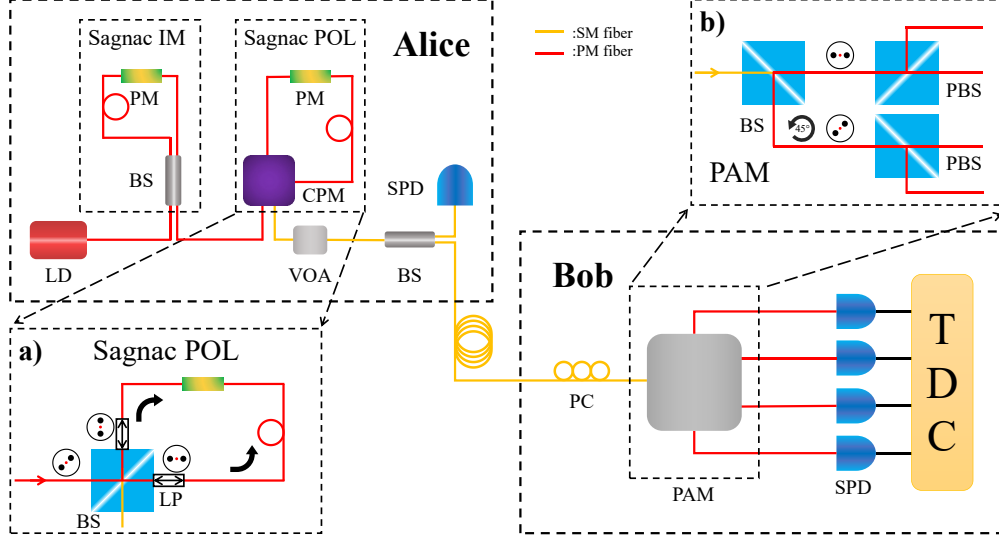 Sagnac IM
Sagnac POL
Alice
:SM fiber
:PM fiber
PM
PM
BS
CPM
SPD
LD
VOA
BS
b)
BS
45°
PBS
PBS
PAM
a)
Sagnac POL
LP
BS
Bob
PC
PAM
SPD
T
D
C